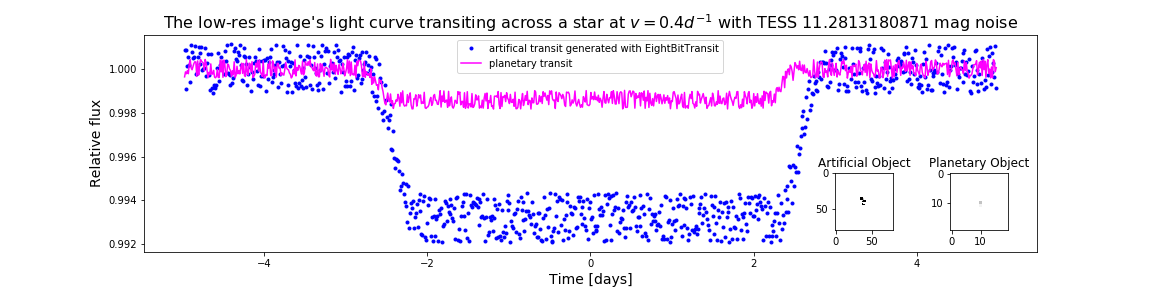 The low-res image's light curve transiting across a star at v = 0.4d⁻¹ with TESS 11.2813180871 mag noise
artifical transit generated with EightBitTransit
planetary transit
Relative flux
1.000
0.998
0.996
0.994
0.992
Artificial Object
0
50
0 50
Planetary Object
0
10
0 10
−4 −2 0 2 4
Time [days]